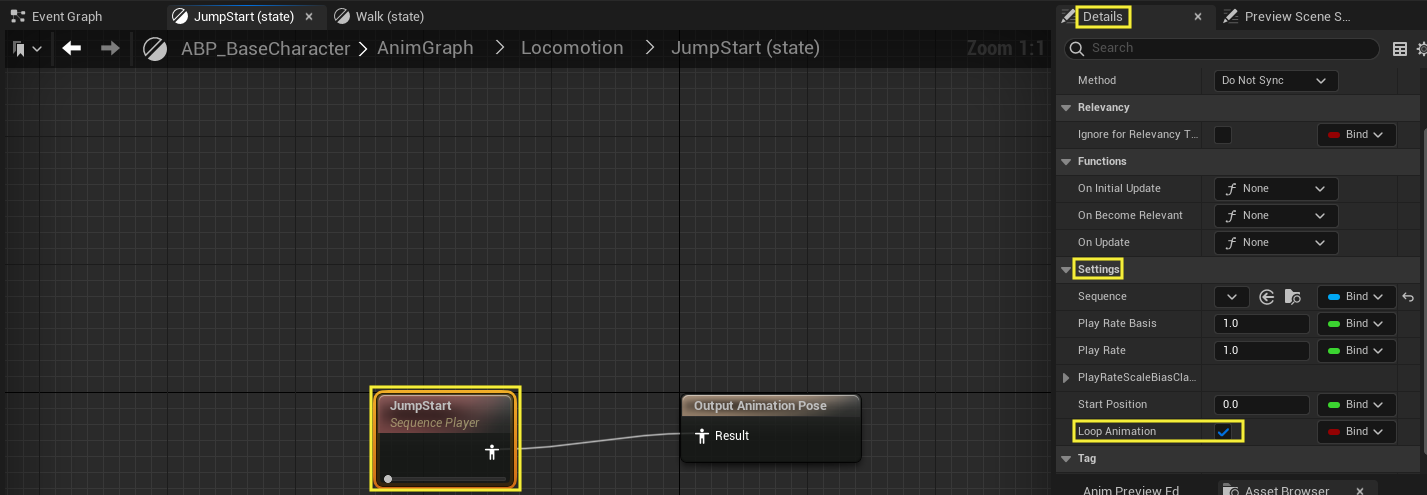 Event Graph
JumpStart (state)
Walk (state)
ABP_BaseCharacter > AnimGraph > Locomotion > JumpStart (state)
Zoom 1:1
JumpStart
Sequence Player
Output Animation Pose
Result
Details
Preview Scene S...
Search
Method Do Not Sync
Relevancy
Ignore for Relevancy T... Bind
Functions
On Initial Update None
On Become Relevant None
On Update None
Settings
Sequence Bind
Play Rate Basis 1.0 Bind
Play Rate 1.0 Bind
PlayRateScaleBiasCla...
Start Position 0.0 Bind
Loop Animation Bind
Tag
Anim Preview Ed
Asset Browser